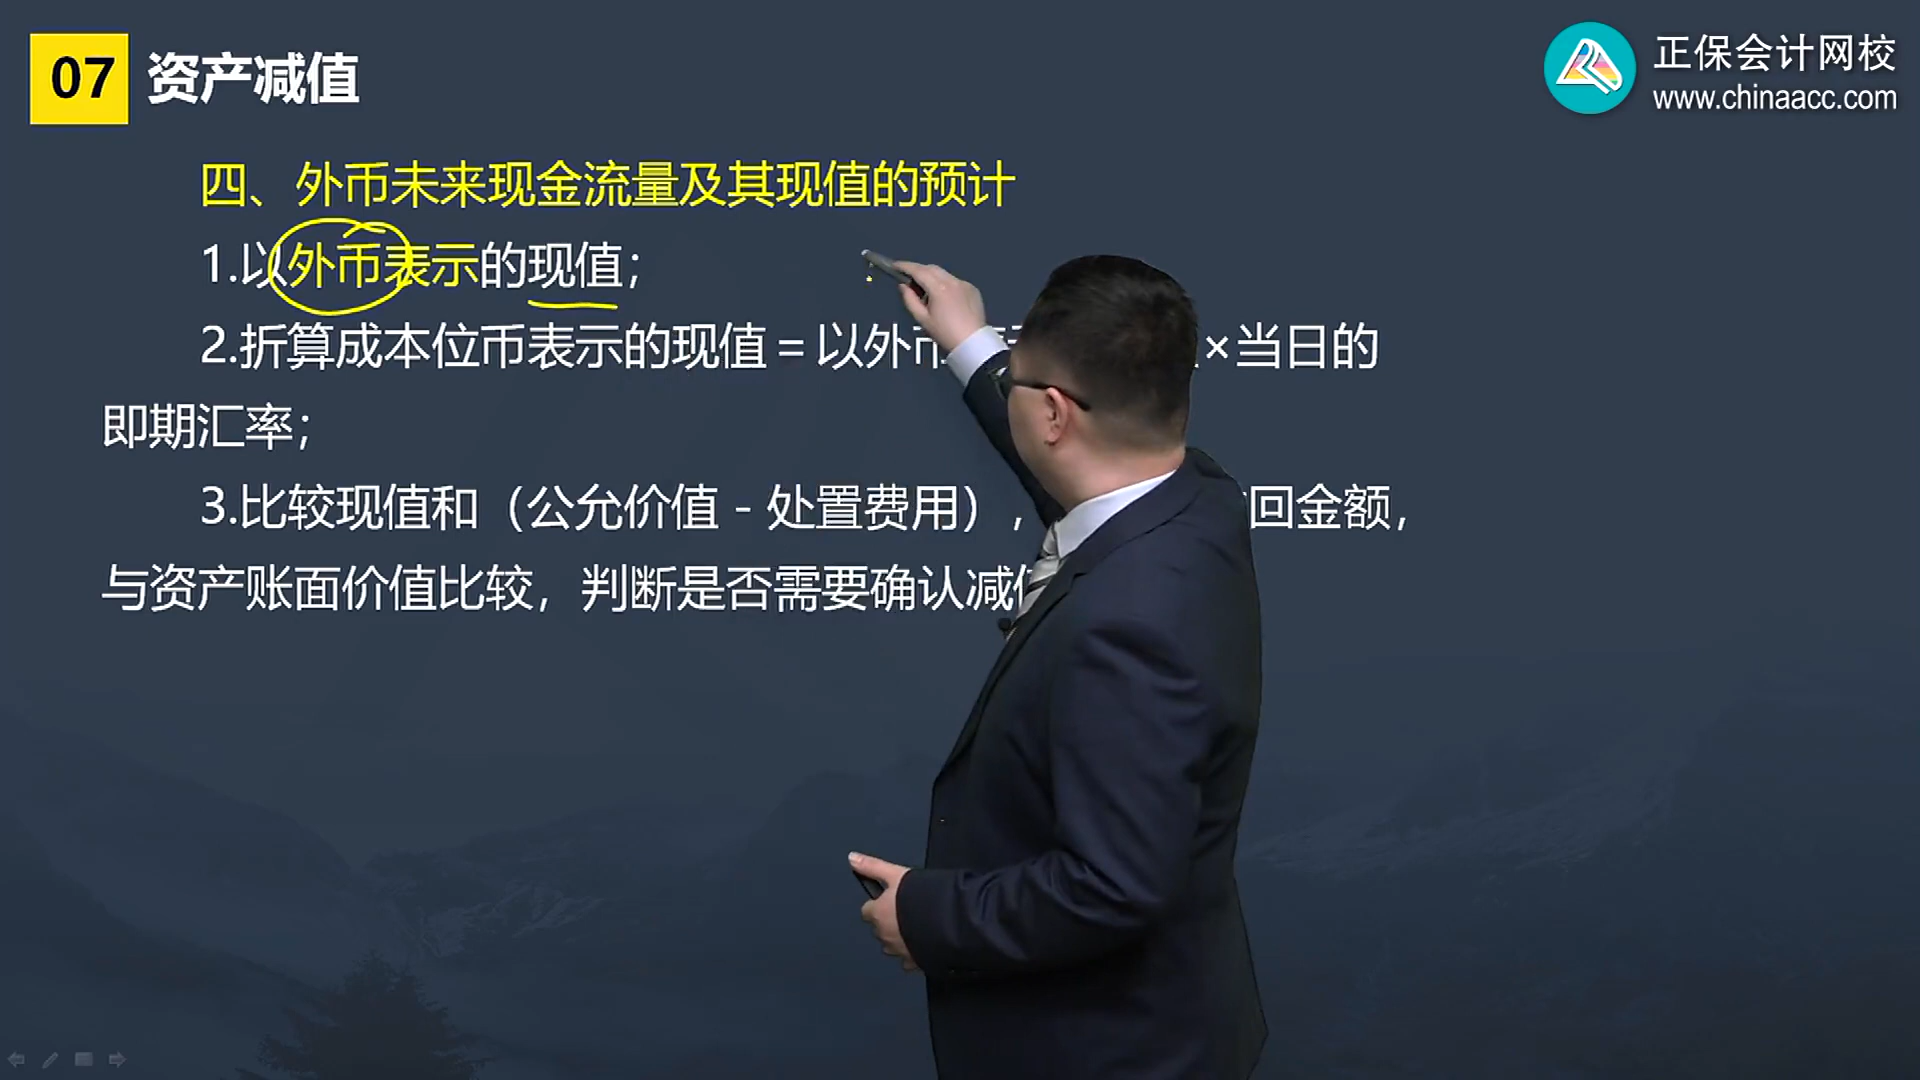 07 资产减值
正保会计网校
www.chinaacc.com
四、外币未来现金流量及其现值的预计
1.以外币表示的现值；
2.折算成本位币表示的现值＝以外币 ×当日的
即期汇率；
3.比较现值和（公允价值－处置费用）， 回金额，
与资产账面价值比较，判断是否需要确认减值